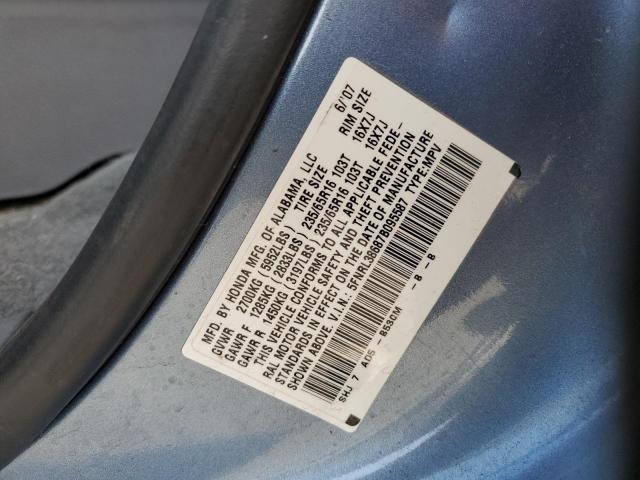 MFD. BY HONDA MFG. OF ALABAMA, LLC 6/'07
GVWR 2700KG (5952LBS) TIRE SIZE RIM SIZE
GAWR F 1285KG (2833LBS) 235/65R16 103T 16X7J
GAWR R 1450KG (3197LBS) 235/65R16 103T 16X7J
THIS VEHICLE CONFORMS TO ALL APPLICABLE FEDE-
RAL MOTOR VEHICLE SAFETY AND THEFT PREVENTION
STANDARDS IN EFFECT ON THE DATE OF MANUFACTURE
SHOWN ABOVE. V.I.N.: TYPE:MPV
SHJ 7 A05 - B53CM - 8 - 8